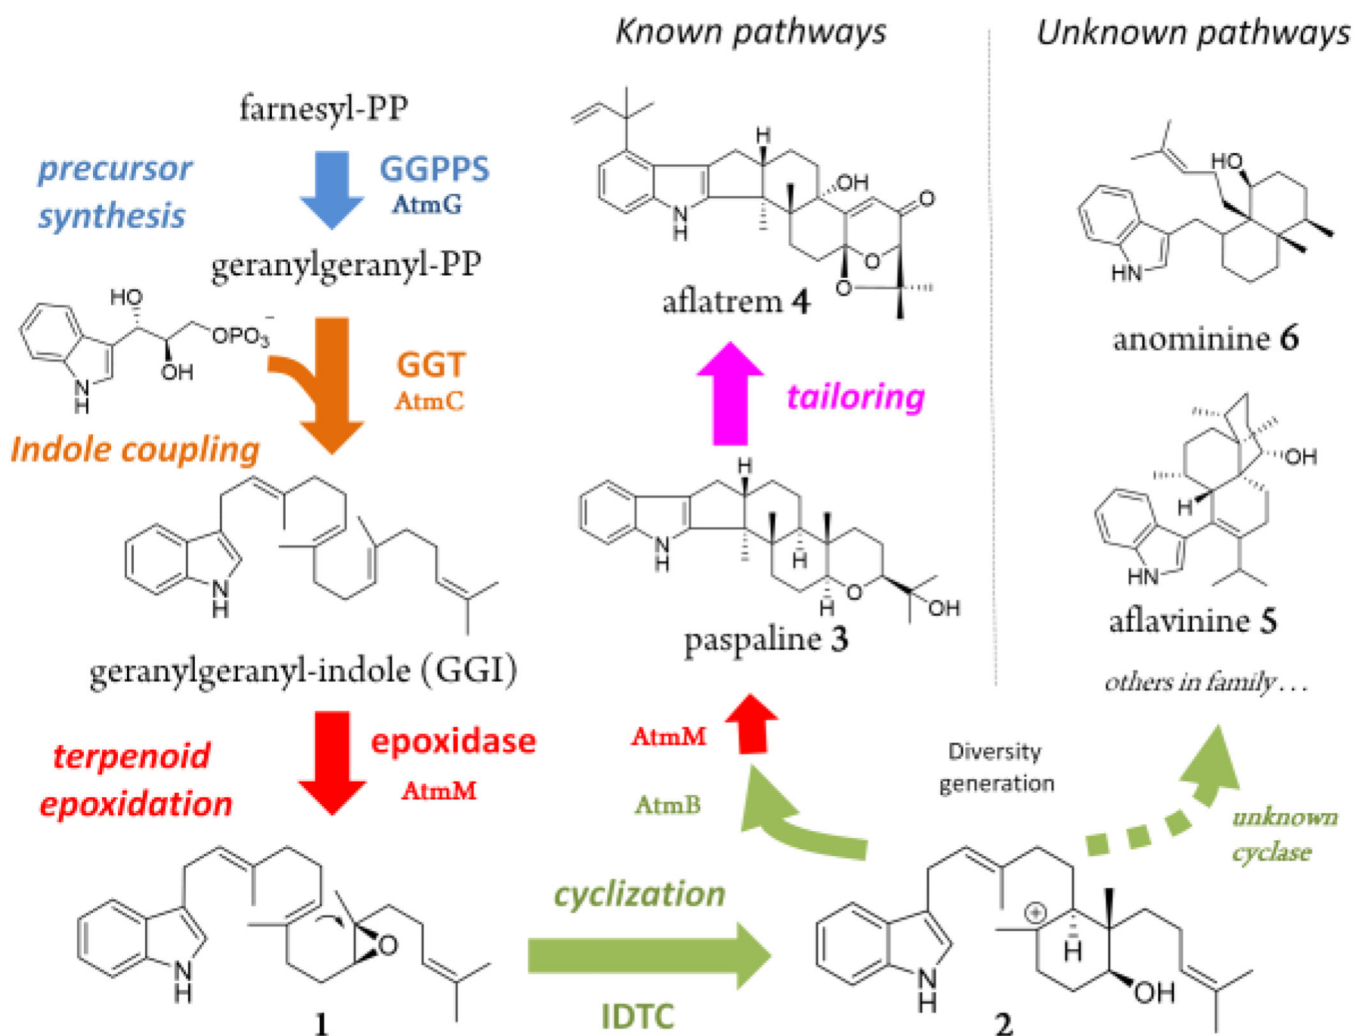 Known pathways
Unknown pathways
farnesyl-PP
precursor
synthesis
GGPPS
AtmG
geranylgeranyl-PP
HO
OPO3−
OH
N
H
GGT
AtmC
Indole coupling
N
H
geranylgeranyl-indole (GGI)
terpenoid
epoxidation
epoxidase
AtmM
O
N
H
1
cyclization
IDTC
H
OH
O
N
H
O
O
aflatrem 4
tailoring
H
N
H
H
O
H
OH
paspaline 3
AtmM
AtmB
Diversity
generation
HO
HN
anominine 6
OH
H
HN
aflavinine 5
others in family...
unknown
cyclase
+
H
N
H
OH
2